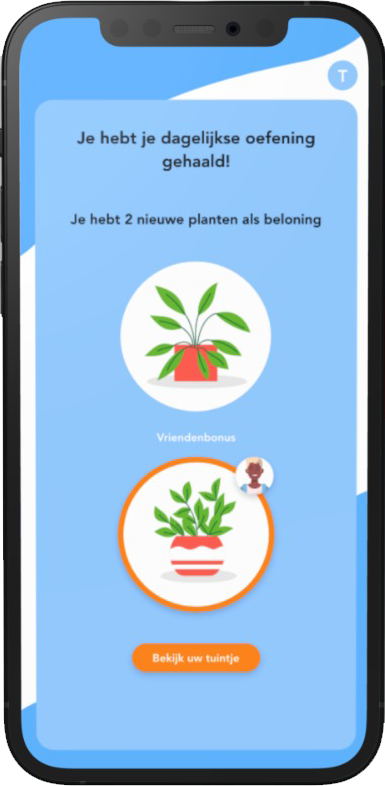 T
Je hebt je dagelijkse oefening
gehaald!
Je hebt 2 nieuwe planten als beloning
Vriendenbonus
Bekijk uw tuintje